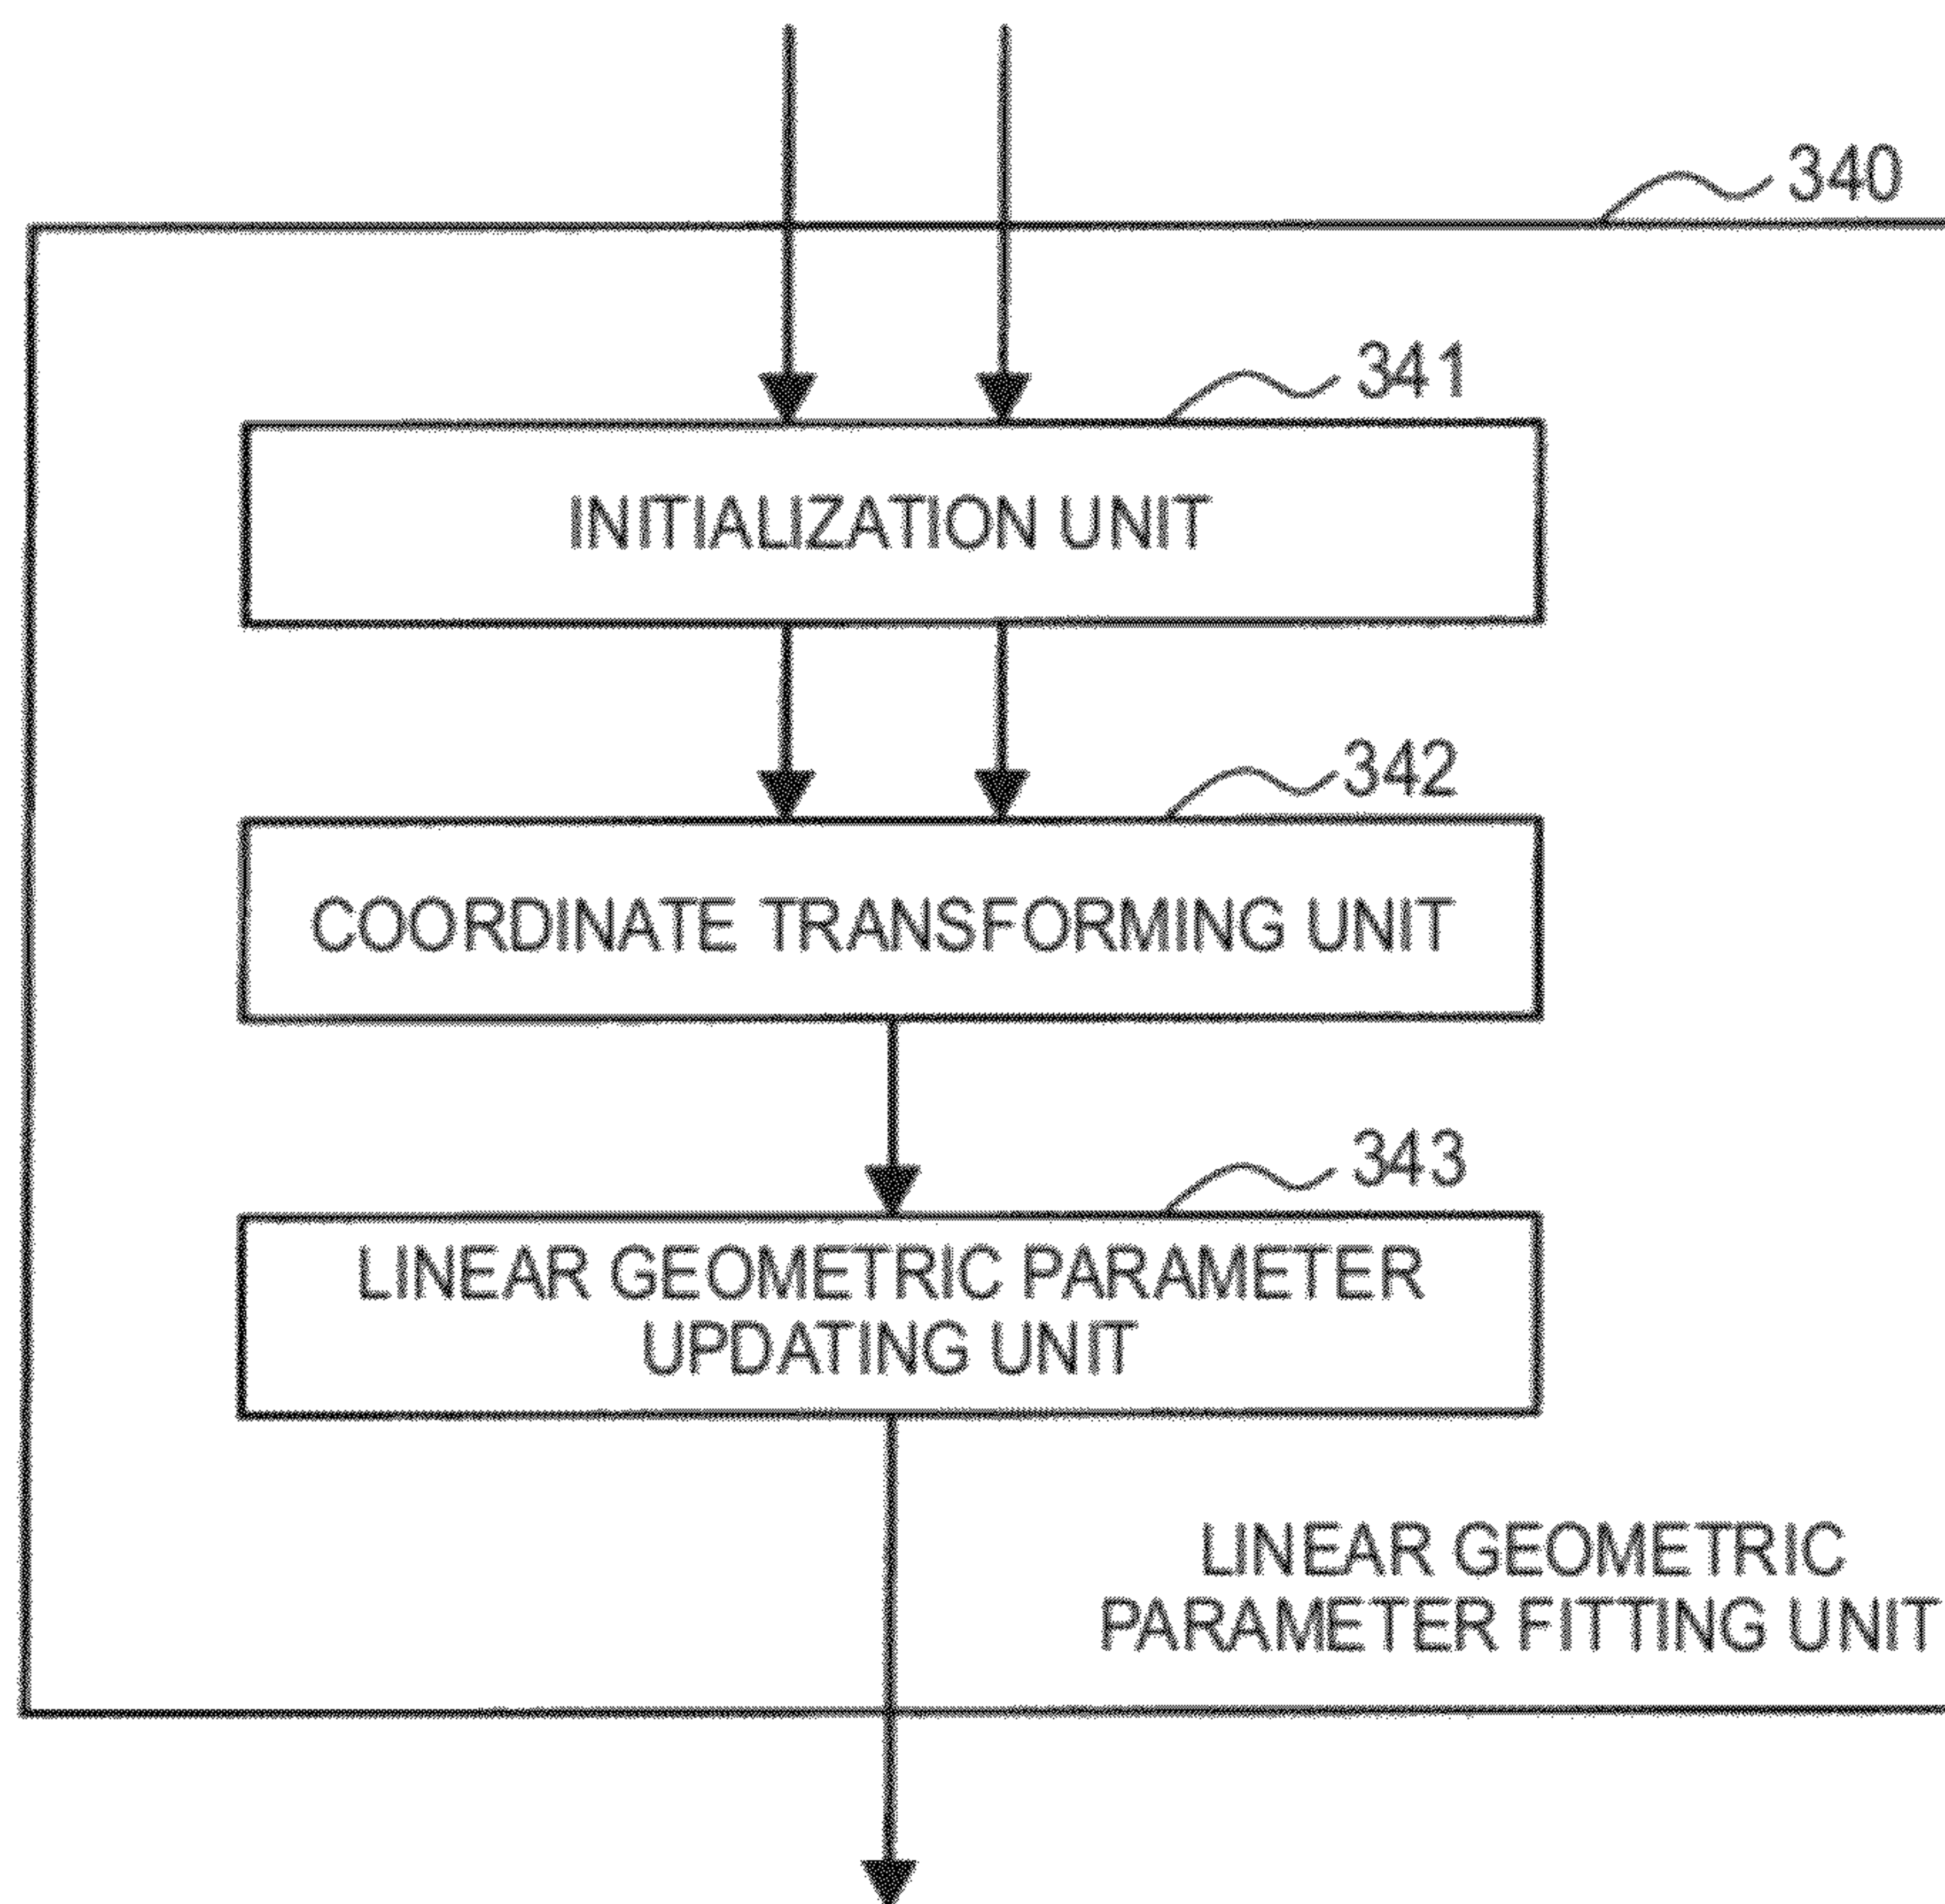 340
341
INITIALIZATION UNIT
342
COORDINATE TRANSFORMING UNIT
343
LINEAR GEOMETRIC PARAMETER
UPDATING UNIT
LINEAR GEOMETRIC
PARAMETER FITTING UNIT